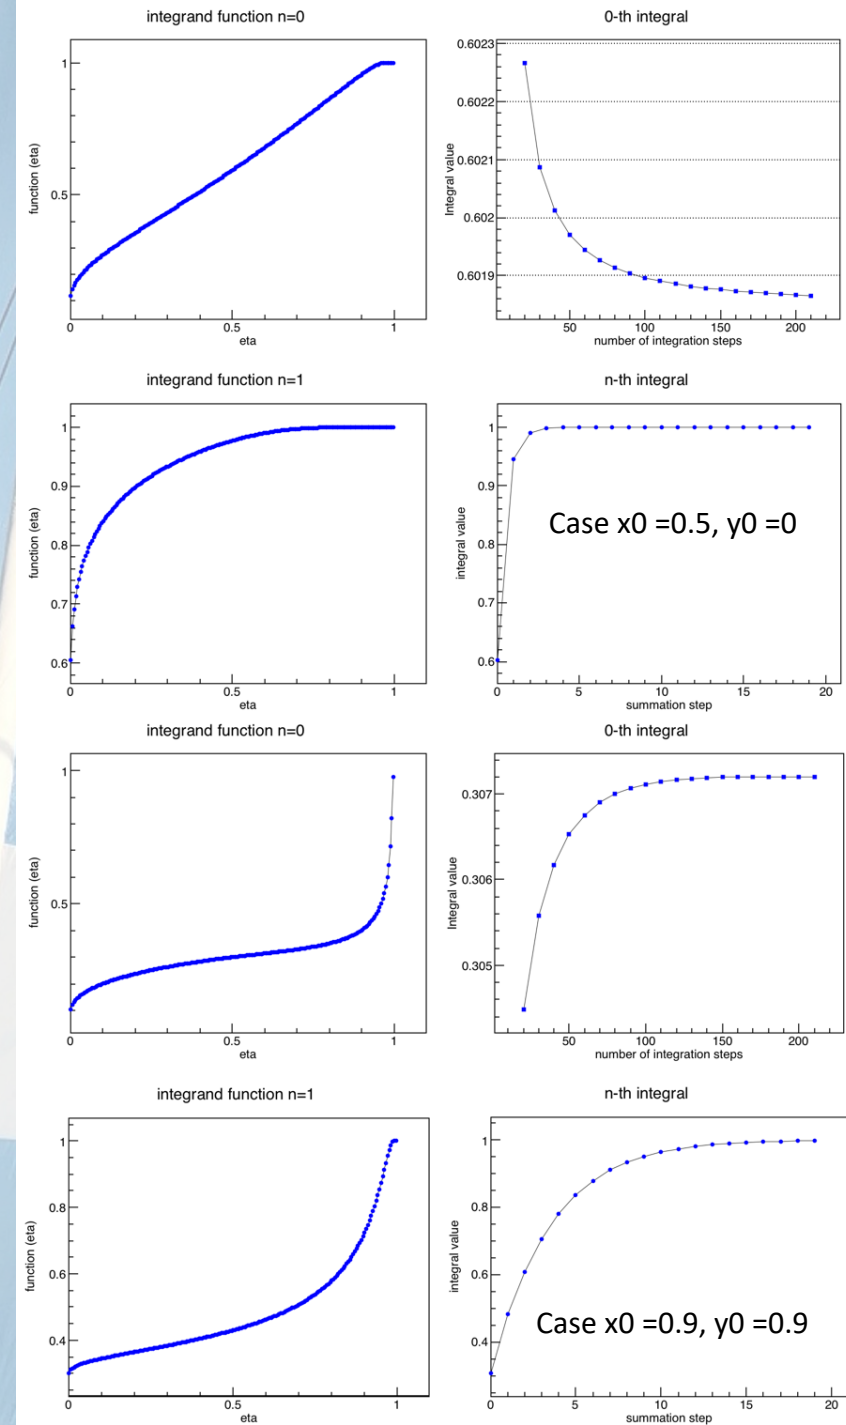 integrand function n=0
function (eta)
1
0.5
0
0.5
1
eta
0-th integral
Integral value
0.6023
0.6022
0.6021
0.602
0.6019
50
100
150
200
number of integration steps
integrand function n=1
function (eta)
1
0.9
0.8
0.7
0.6
0
0.5
1
eta
n-th integral
integral value
1
0.9
0.8
0.7
0.6
Case x0 =0.5, y0 =0
0
5
10
15
20
summation step
integrand function n=0
function (eta)
1
0.5
0
0.5
1
eta
0-th integral
Integral value
0.307
0.306
0.305
50
100
150
200
number of integration steps
integrand function n=1
function (eta)
1
0.8
0.6
0.4
0
0.5
1
eta
n-th integral
integral value
1
0.8
0.6
0.4
Case x0 =0.9, y0 =0.9
0
5
10
15
20
summation step